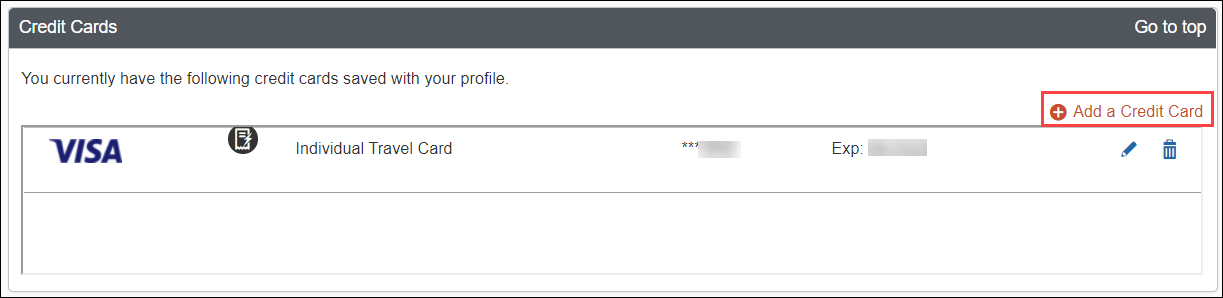 Credit Cards Go to top
You currently have the following credit cards saved with your profile.
Add a Credit Card
VISA Individual Travel Card *** Exp: